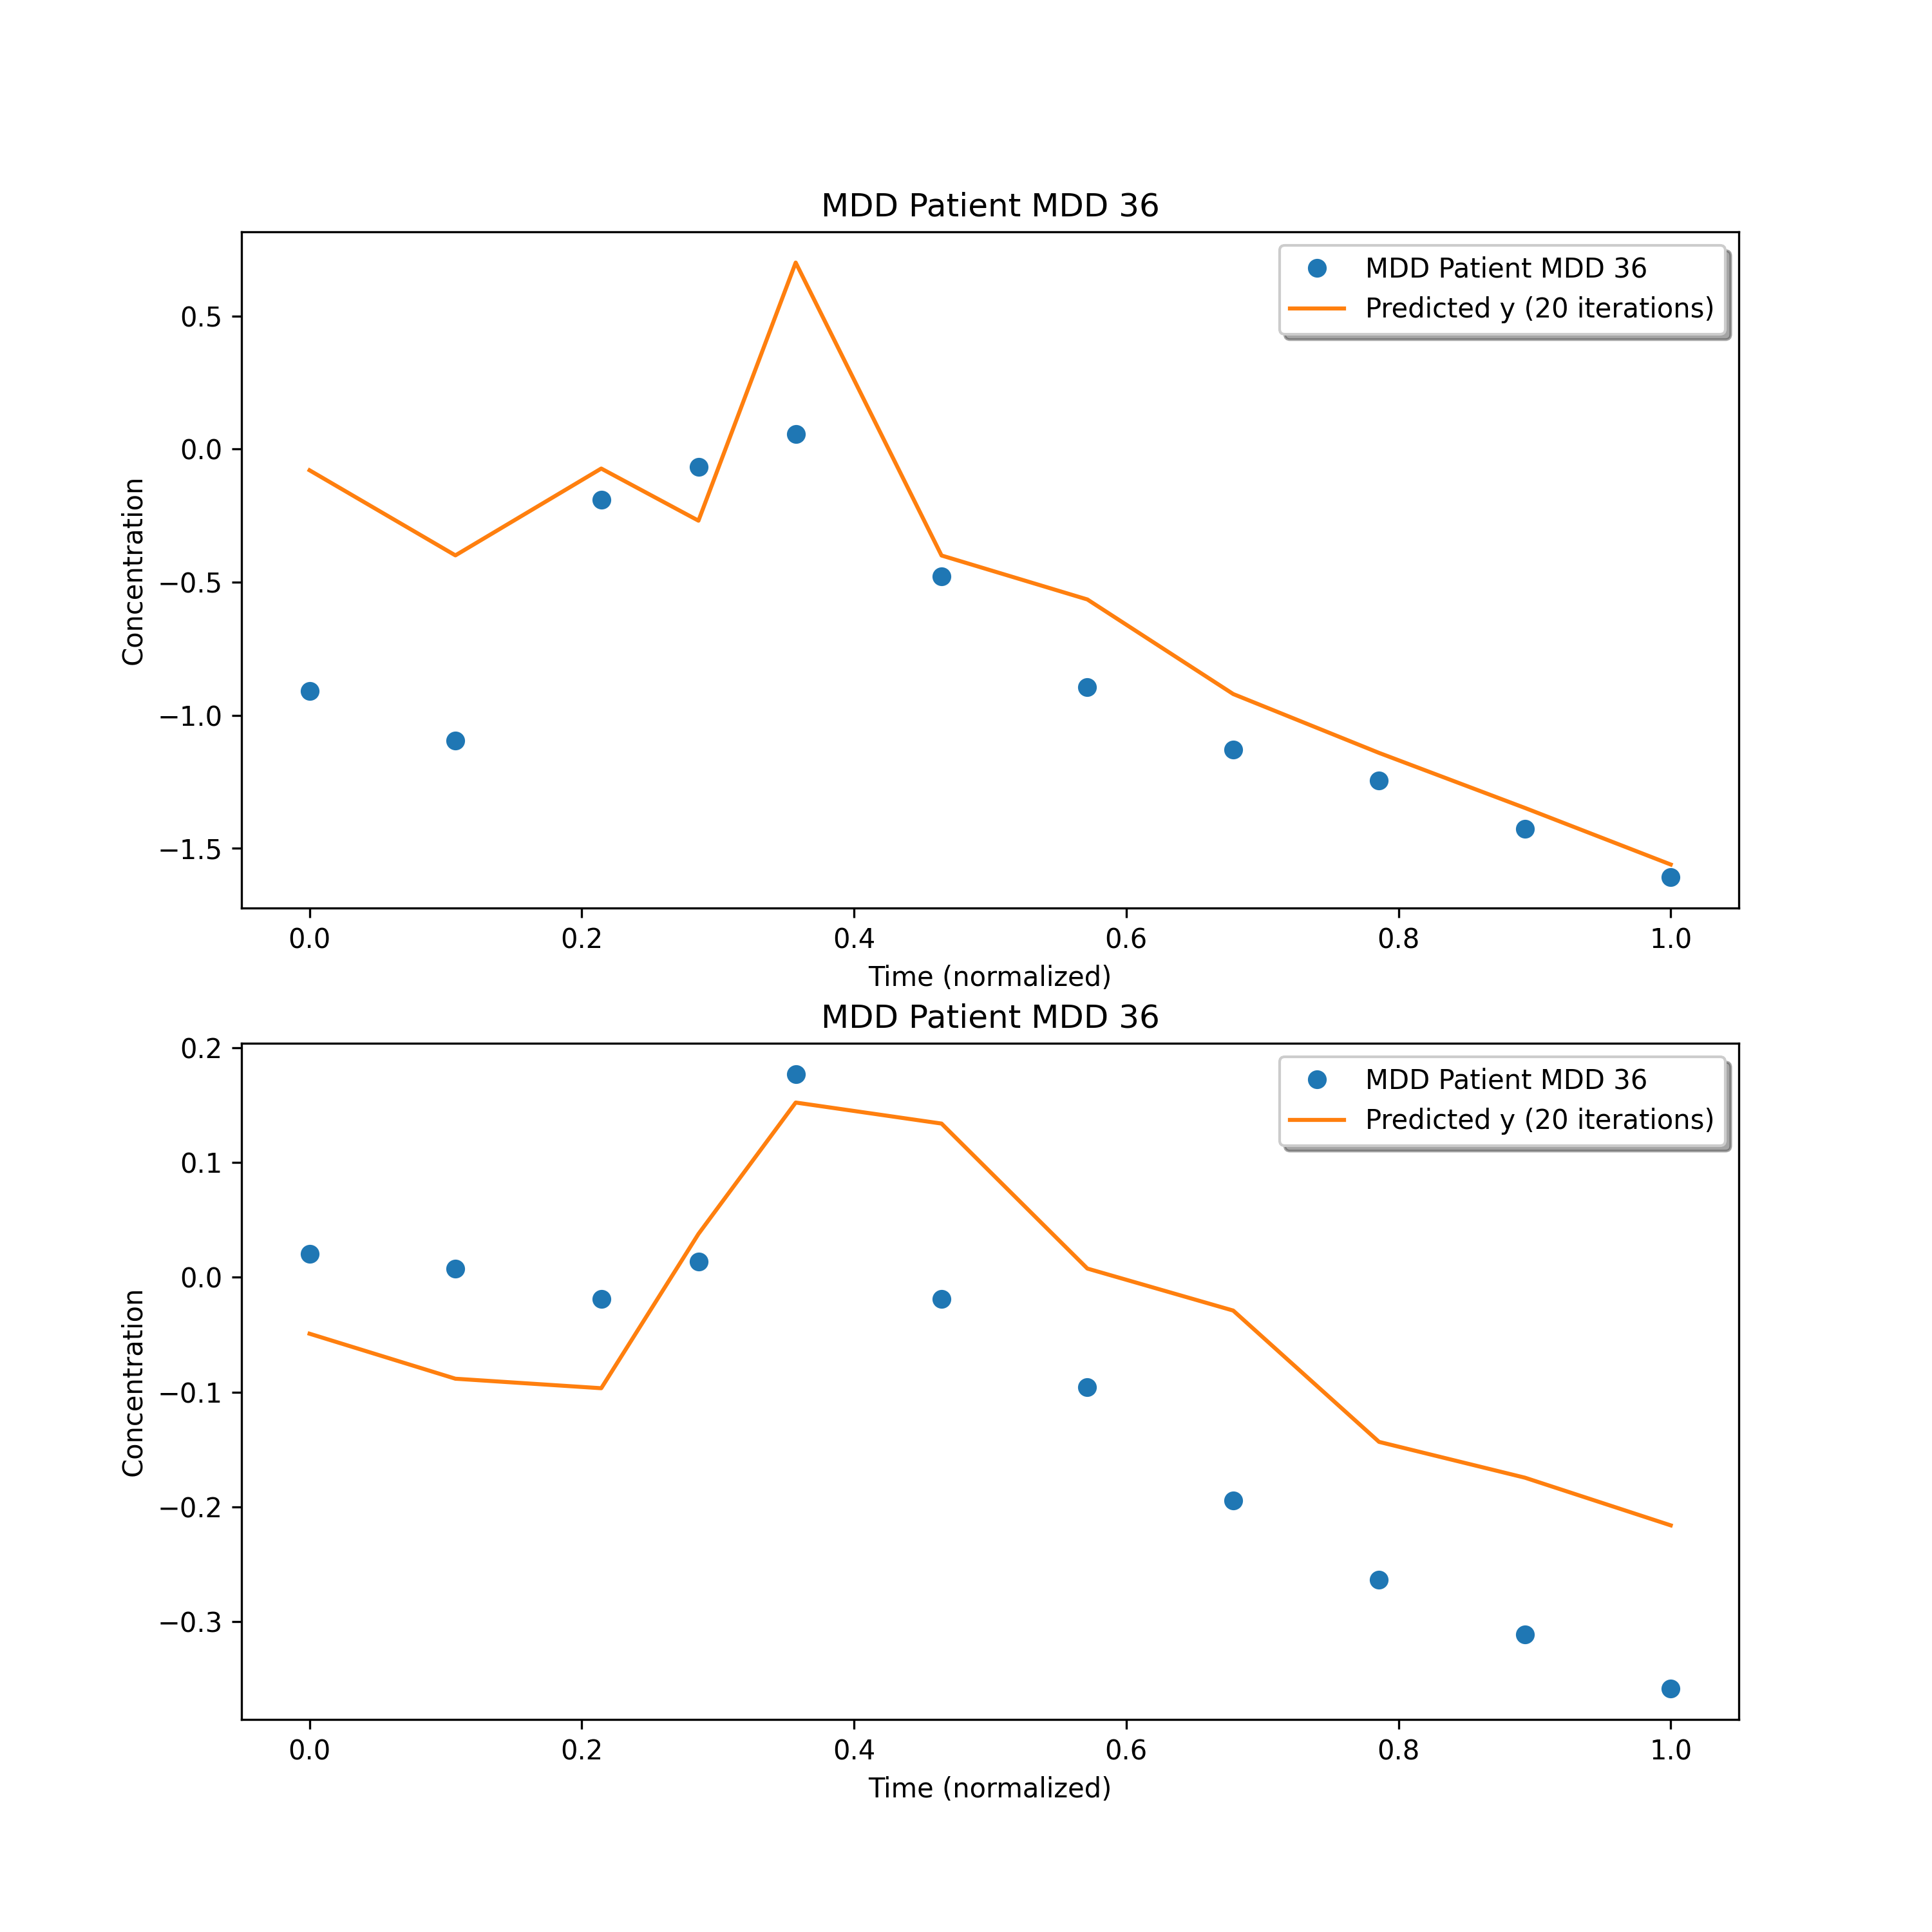 MDD Patient MDD 36
MDD Patient MDD 36
Predicted y (20 iterations)
0.5
0.0
−0.5
−1.0
−1.5
Concentration
0.0 0.2 0.4 0.6 0.8 1.0
Time (normalized)
MDD Patient MDD 36
MDD Patient MDD 36
Predicted y (20 iterations)
0.2
0.1
0.0
−0.1
−0.2
−0.3
Concentration
0.0 0.2 0.4 0.6 0.8 1.0
Time (normalized)